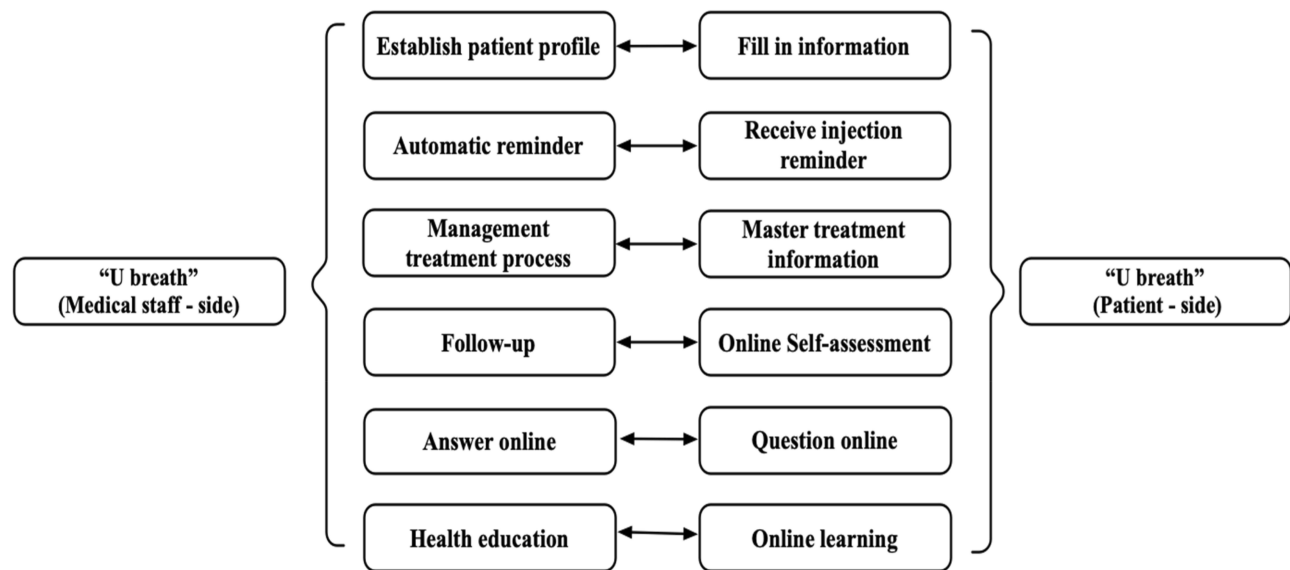 Establish patient profile
Fill in information
Automatic reminder
Receive injection
reminder
Management
treatment process
Master treatment
information
“U breath”
(Medical staff - side)
“U breath”
(Patient - side)
Follow-up
Online Self-assessment
Answer online
Question online
Health education
Online learning